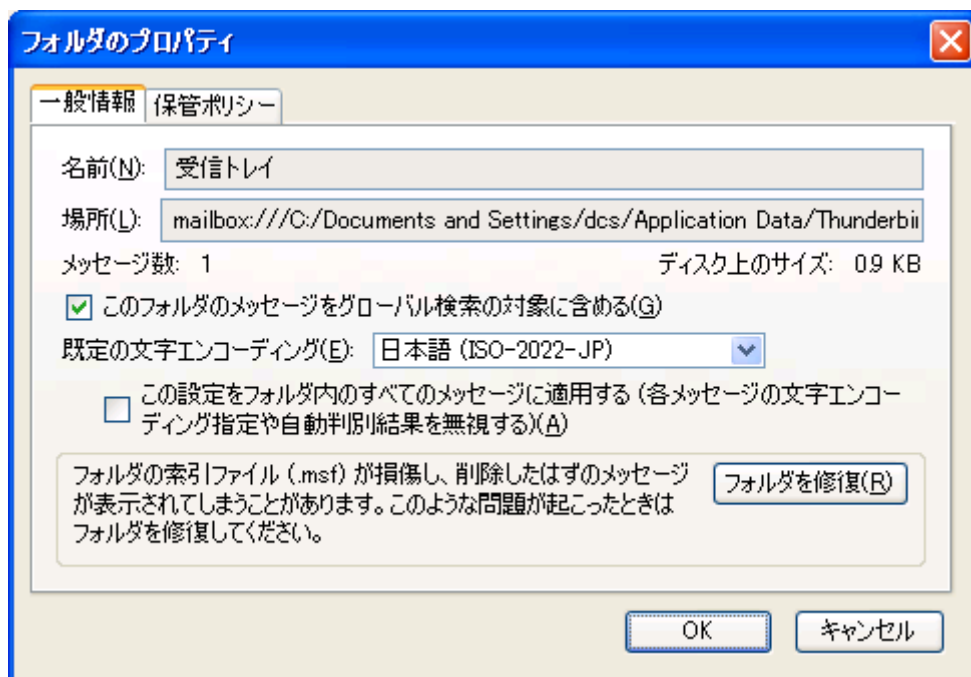 フォルダのプロパティ
一般情報 保管ポリシー
名前(N): 受信トレイ
場所(L): mailbox:///C:/Documents and Settings/dcs/Application Data/Thunderbir
メッセージ数: 1 ディスク上のサイズ: 0.9 KB
このフォルダのメッセージをグローバル検索の対象に含める(G)
既定の文字エンコーディング(E): 日本語 (ISO-2022-JP)
この設定をフォルダ内のすべてのメッセージに適用する (各メッセージの文字エンコー
ディング指定や自動判別結果を無視する)(A)
フォルダの索引ファイル (.msf) が損傷し、削除したはずのメッセージ
が表示されてしまうことがあります。このような問題が起こったときは
フォルダを修復してください。
フォルダを修復(R)
OK キャンセル